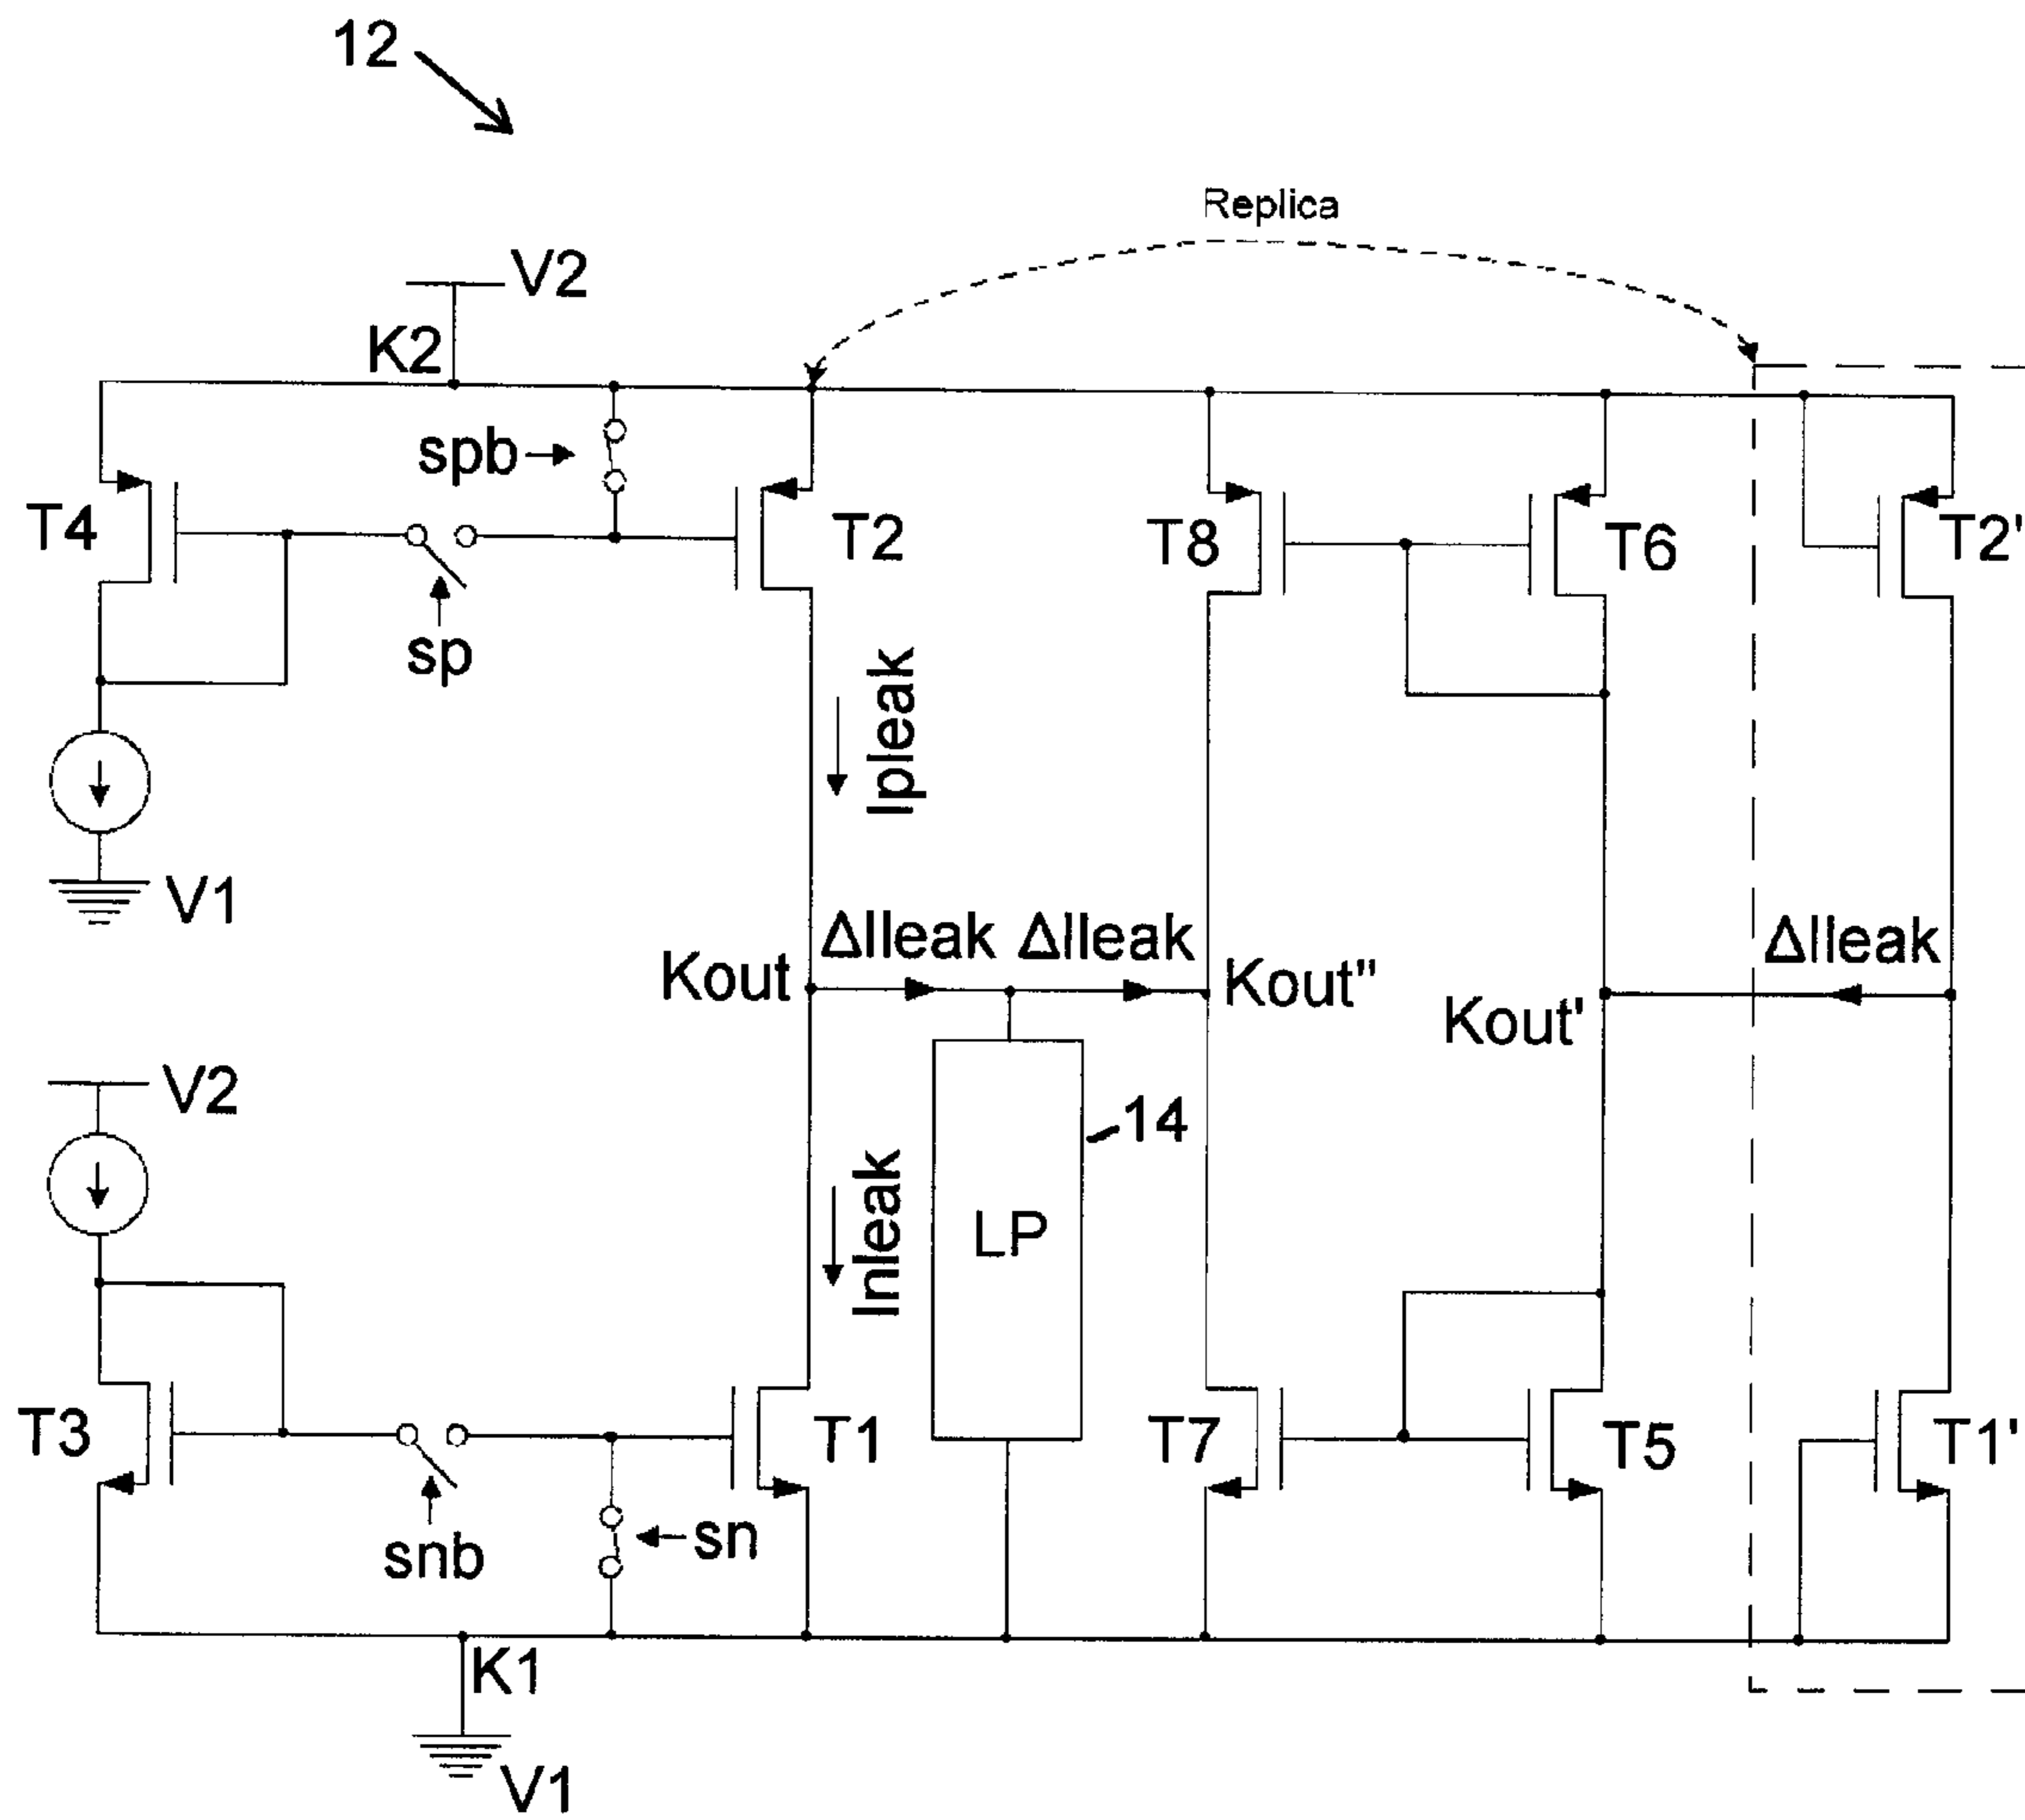 12
Replica
V2
K2
spb
T4
T2
T8
T6
T2'
sp
Ipleak
V1
ΔIleak ΔIleak
ΔIleak
Kout
Kout"
Kout'
V2
14
Inleak
LP
T3
T1
T7
T5
T1'
snb
sn
K1
V1